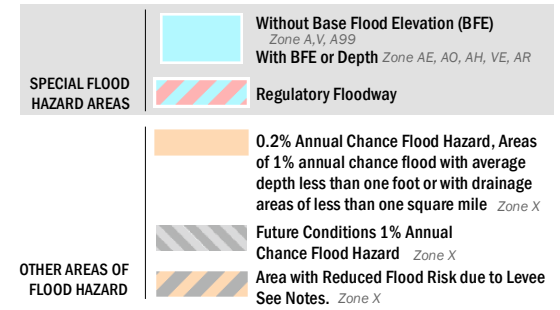 Without Base Flood Elevation (BFE)
Zone A,V, A99
With BFE or Depth Zone AE, AO, AH, VE, AR
SPECIAL FLOOD
HAZARD AREAS
Regulatory Floodway
0.2% Annual Chance Flood Hazard, Areas
of 1% annual chance flood with average
depth less than one foot or with drainage
areas of less than one square mile Zone X
Future Conditions 1% Annual
Chance Flood Hazard Zone X
OTHER AREAS OF
FLOOD HAZARD
Area with Reduced Flood Risk due to Levee
See Notes. Zone X